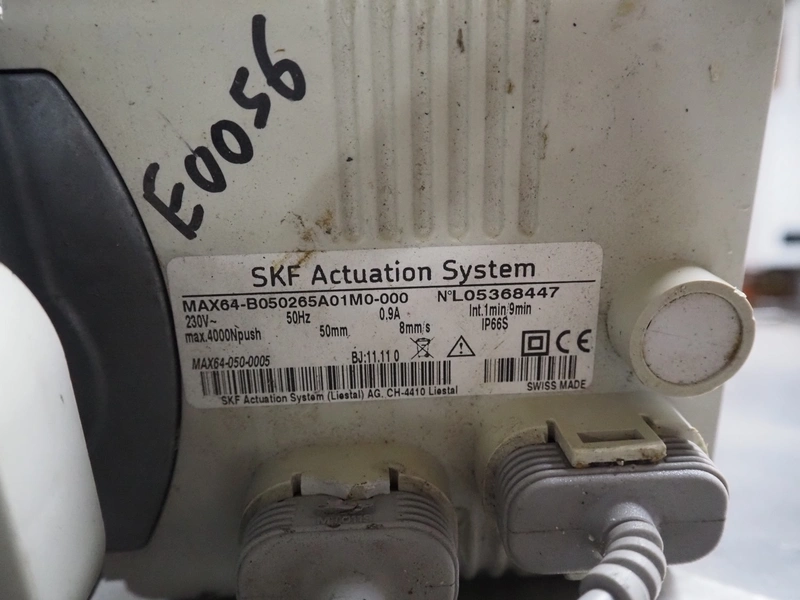 E0056
SKF Actuation System
MAX64-B050265A01M0-000 N°L05368447
230V~ 50Hz 0,9A Int.1min/9min
max.4000Npush 50mm 8mm/s IP66S
MAX64-050-0005 BJ:11.11 0
CE
SKF Actuation System (Liestal) AG. CH-4410 Liestal
SWISS MADE